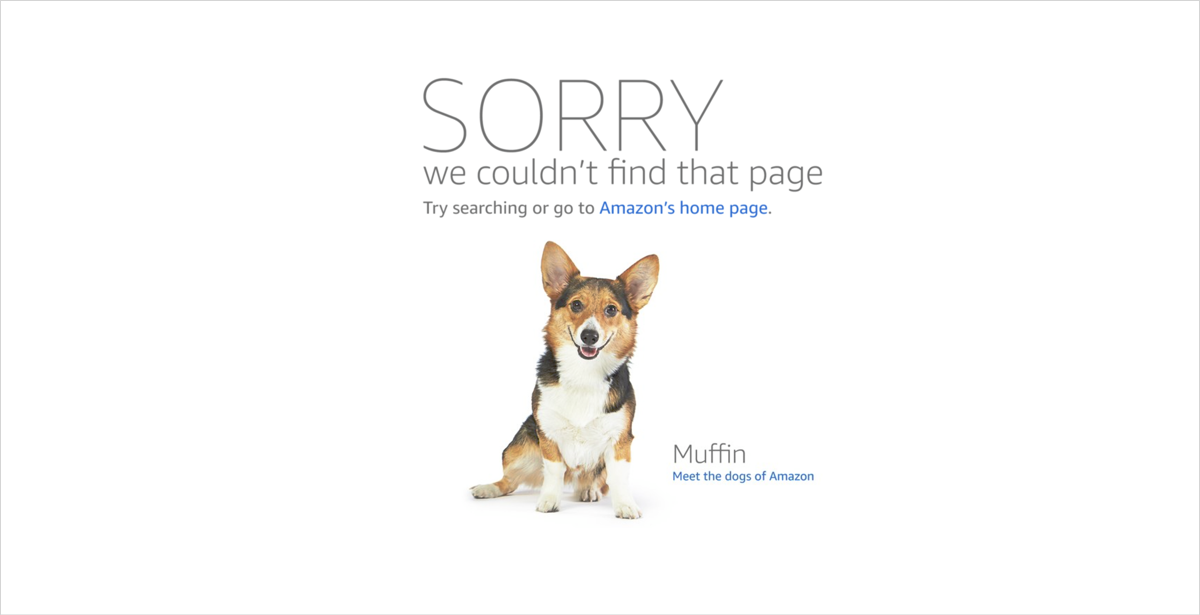 SORRY
we couldn't find that page
Try searching or go to Amazon's home page.
Muffin
Meet the dogs of Amazon